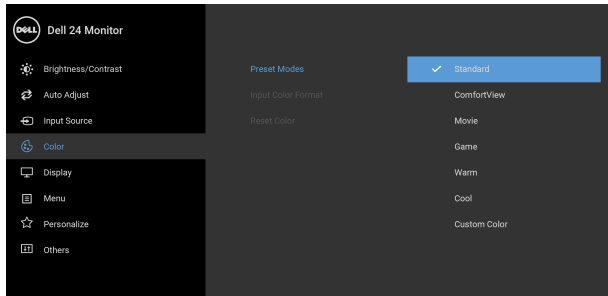 DELL Dell 24 Monitor
Brightness/Contrast
Auto Adjust
Input Source
Color
Display
Menu
Personalize
Others
Preset Modes
Input Color Format
Reset Color
Standard
ComfortView
Movie
Game
Warm
Cool
Custom Color